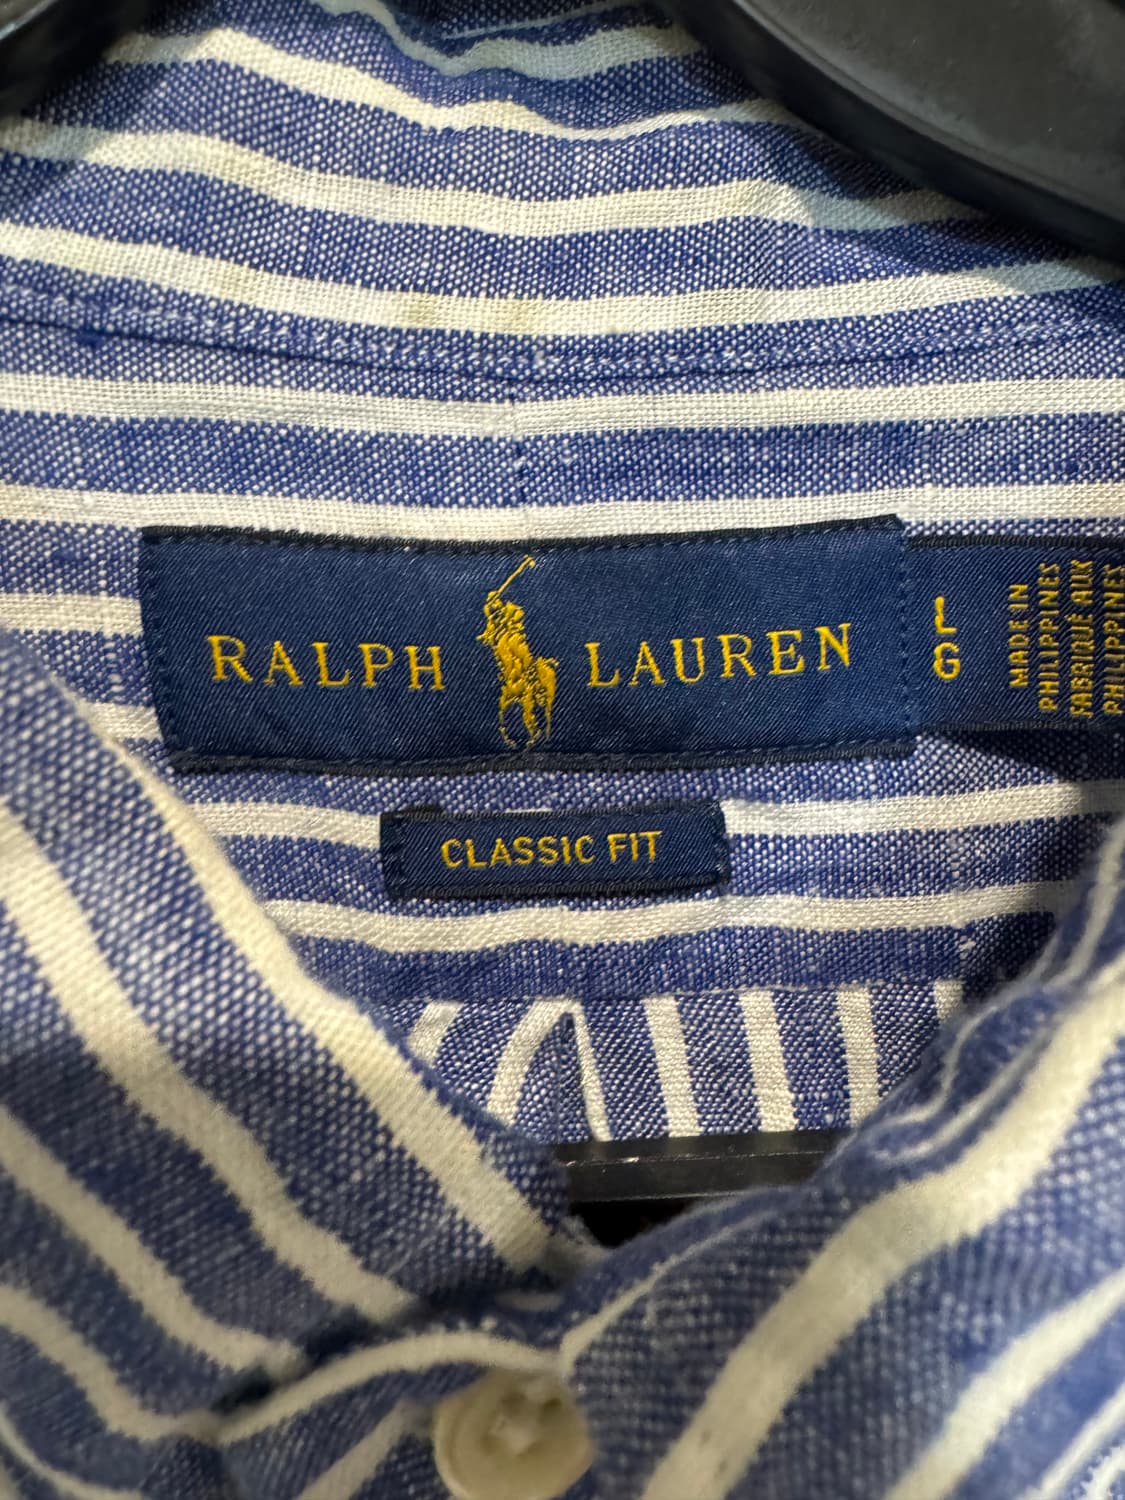 RALPH LAUREN
L
G
MADE IN
PHILIPPINES
FABRIQUÉ AUX
PHILIPPINES
CLASSIC FIT